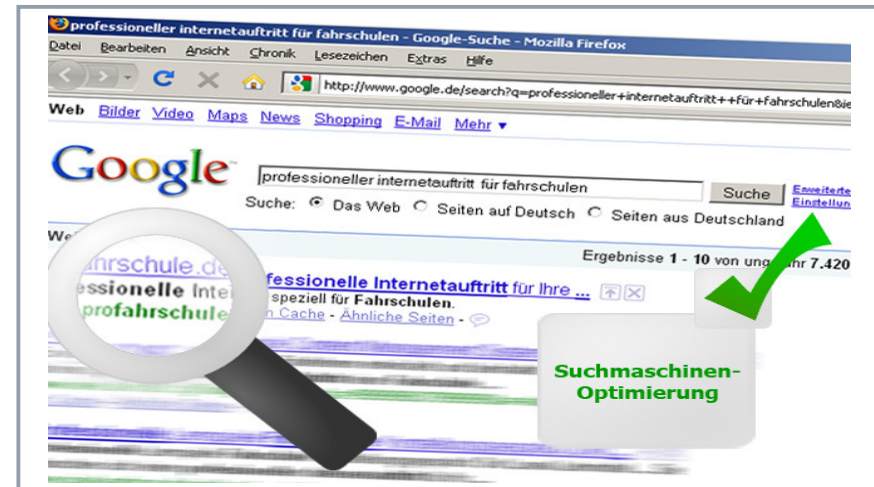 professioneller internetauftritt für fahrschulen - Google-Suche - Mozilla Firefox
Datei Bearbeiten Ansicht Chronik Lesezeichen Extras Hilfe
http://www.google.de/search?q=professioneller+internetauftritt++für+fahrschulen&ie
Web Bilder Video Maps News Shopping E-Mail Mehr ▼
Google
professioneller internetauftritt für fahrschulen
Suche
Erweiterte
Einstellun
Suche: Das Web Seiten auf Deutsch Seiten aus Deutschland
We
Ergebnisse 1 - 10 von ung hr 7.420
hrschule.de
fessionelle Internetauftritt für Ihre ...
essionelle Inte
speziell für Fahrschulen.
profahrschule
n Cache - Ähnliche Seiten -
Suchmaschinen-
Optimierung